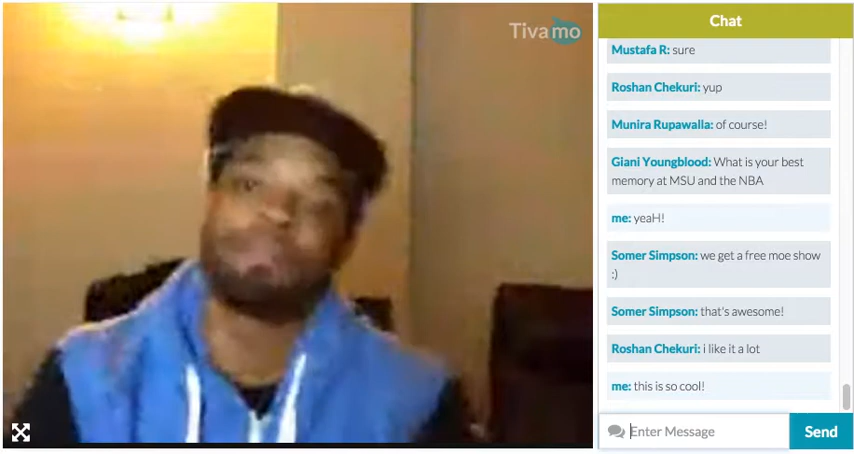 Tivamo
Chat
Mustafa R: sure
Roshan Chekuri: yup
Munira Rupawalla: of course!
Giani Youngblood: What is your best
memory at MSU and the NBA
me: yeaH!
Somer Simpson: we get a free moe show
:)
Somer Simpson: that's awesome!
Roshan Chekuri: i like it a lot
me: this is so cool!
Enter Message
Send